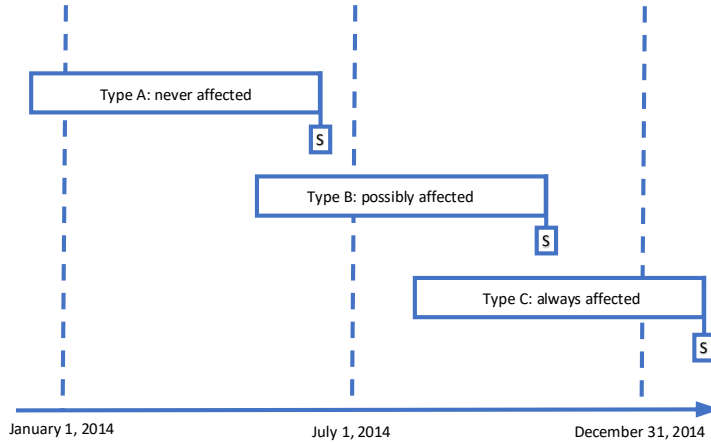 Type A: never affected
S
Type B: possibly affected
S
Type C: always affected
S
January 1, 2014
July 1, 2014
December 31, 2014